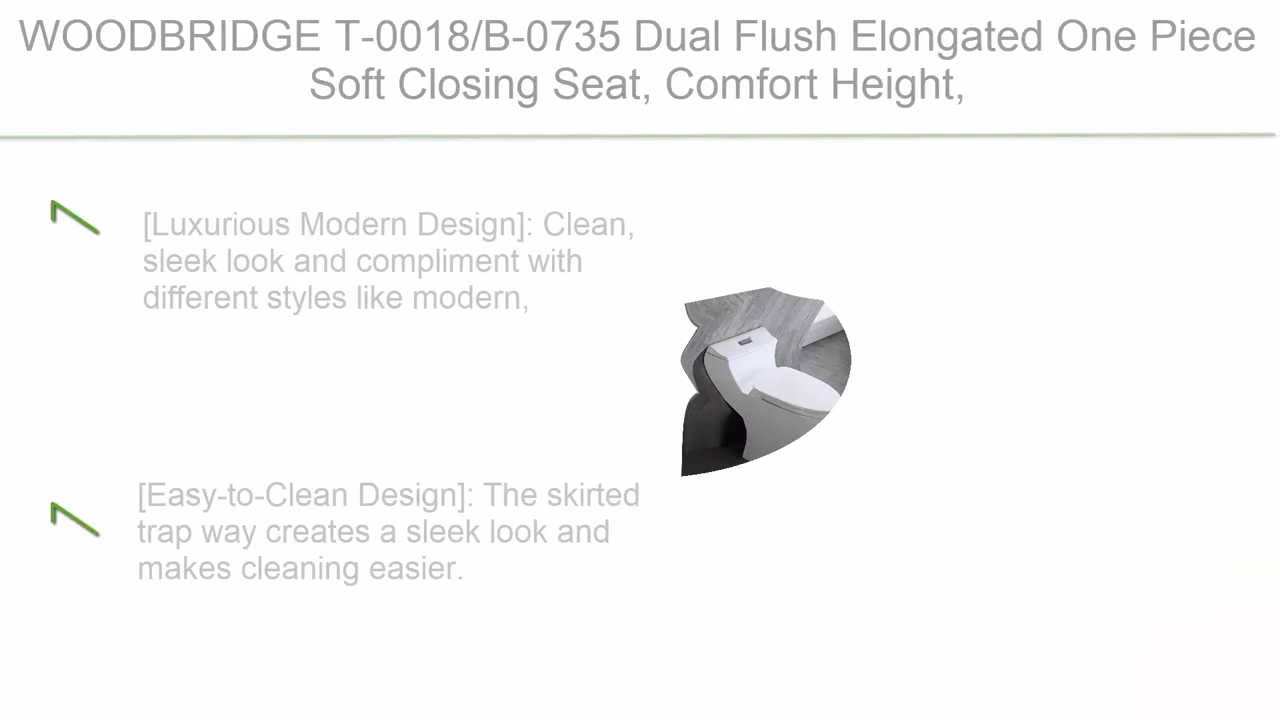 WOODBRIDGE T-0018/B-0735 Dual Flush Elongated One Piece
Soft Closing Seat, Comfort Height,
[Luxurious Modern Design]: Clean,
sleek look and compliment with
different styles like modern,
[Easy-to-Clean Design]: The skirted
trap way creates a sleek look and
makes cleaning easier.